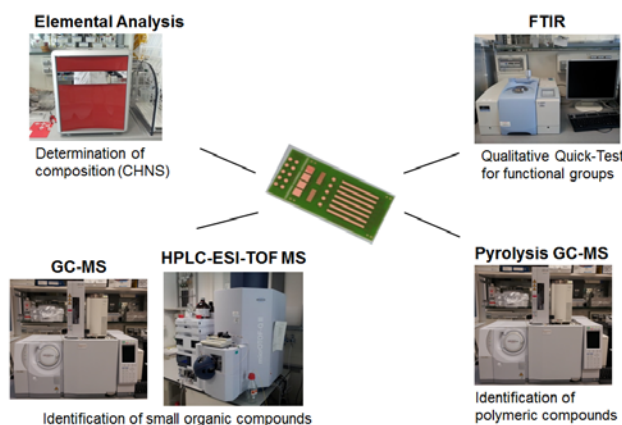 Elemental Analysis
Determination of
composition (CHNS)
FTIR
Qualitative Quick-Test
for functional groups
GC-MS
HPLC-ESI-TOF MS
Identification of small organic compounds
Pyrolysis GC-MS
Identification of
polymeric compounds